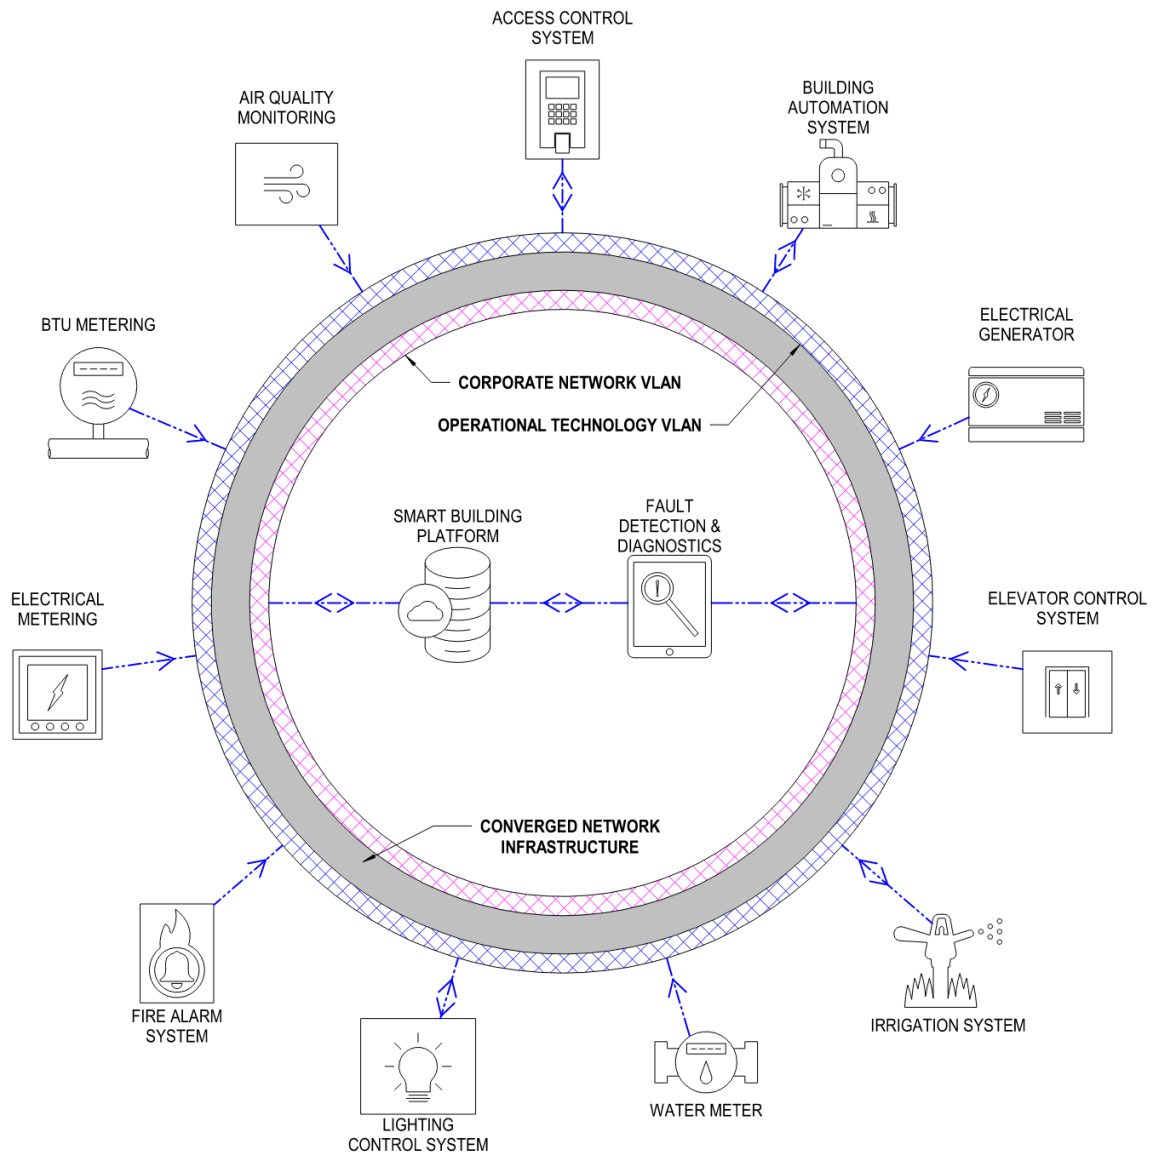 ACCESS CONTROL
SYSTEM
AIR QUALITY
MONITORING
BUILDING
AUTOMATION
SYSTEM
BTU METERING
ELECTRICAL
GENERATOR
CORPORATE NETWORK VLAN
OPERATIONAL TECHNOLOGY VLAN
SMART BUILDING
PLATFORM
FAULT
DETECTION &
DIAGNOSTICS
ELECTRICAL
METERING
ELEVATOR CONTROL
SYSTEM
CONVERGED NETWORK
INFRASTRUCTURE
FIRE ALARM
SYSTEM
IRRIGATION SYSTEM
LIGHTING
CONTROL SYSTEM
WATER METER